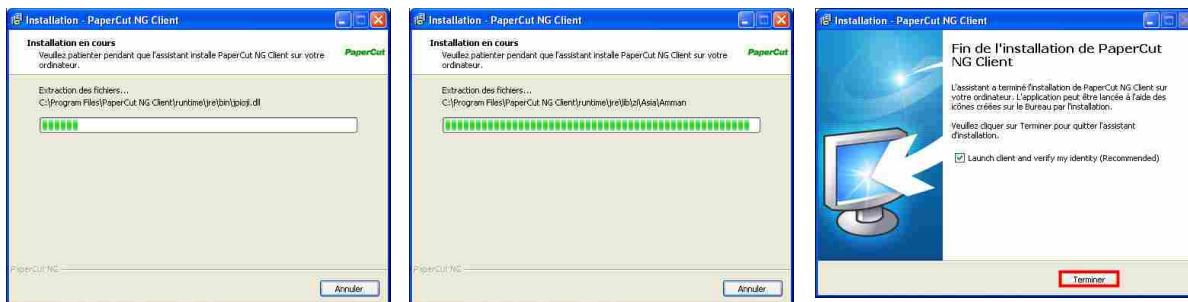 Installation - PaperCut NG Client
Installation en cours
Veuillez patienter pendant que l'assistant installe PaperCut NG Client sur votre
ordinateur.
PaperCut
Extraction des fichiers...
C:\Program Files\PaperCut NG Client\runtime\jre\bin\jpioji.dll
PaperCut NG
Annuler
Installation - PaperCut NG Client
Installation en cours
Veuillez patienter pendant que l'assistant installe PaperCut NG Client sur votre
ordinateur.
PaperCut
Extraction des fichiers...
C:\Program Files\PaperCut NG Client\runtime\jre\lib\zi\Asia\Amman
PaperCut NG
Annuler
Installation - PaperCut NG Client
Fin de l'installation de PaperCut
NG Client
L'assistant a terminé l'installation de PaperCut NG Client sur
votre ordinateur. L'application peut être lancée à l'aide des
icônes créées sur le Bureau par l'installation.
Veuillez cliquer sur Terminer pour quitter l'assistant
d'installation.
Launch client and verify my identity (Recommended)
Terminer